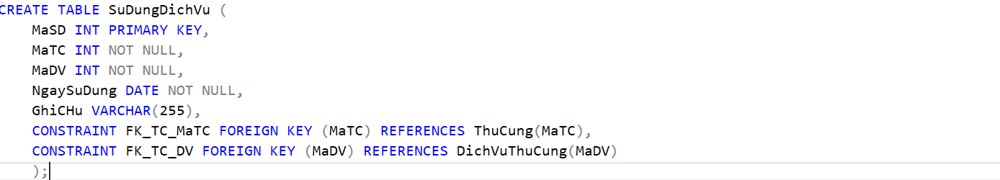 CREATE TABLE SuDungDichVu (
MaSD INT PRIMARY KEY,
MaTC INT NOT NULL,
MaDV INT NOT NULL,
NgaySuDung DATE NOT NULL,
GhiCHu VARCHAR(255),
CONSTRAINT FK_TC_MaTC FOREIGN KEY (MaTC) REFERENCES ThuCung(MaTC),
CONSTRAINT FK_TC_DV FOREIGN KEY (MaDV) REFERENCES DichVuThuCung(MaDV)
);